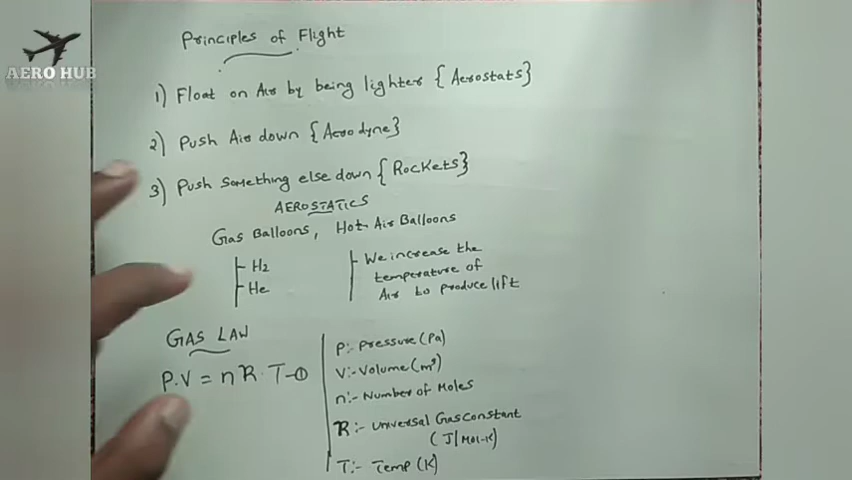 AERO HUB
Principles of Flight
1) Float on Air by being lighter {Aerostats}
2) Push Air down {Aerodyne}
3) Push Something else down {Rockets}
AEROSTATICS
Gas Balloons, Hot Air Balloons
H2
He
We increase the
temperature of
Air to produce lift
GAS LAW
P.V = n R. T -①
P:- Pressure (Pa)
V:- Volume (m³)
n:- Number of Moles
R:- Universal Gas constant
(J/Mol-K)
T:- Temp (K)